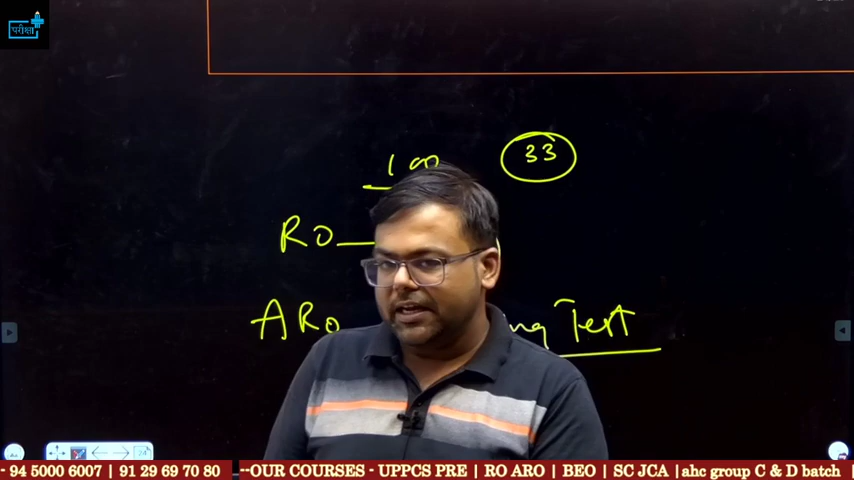 परीक्षा
100
33
RO
ARO
Test
- 94 5000 6007 | 91 29 69 70 80 --OUR COURSES - UPPCS PRE | RO ARO | BEO | SC JCA |ahc group C & D batch |